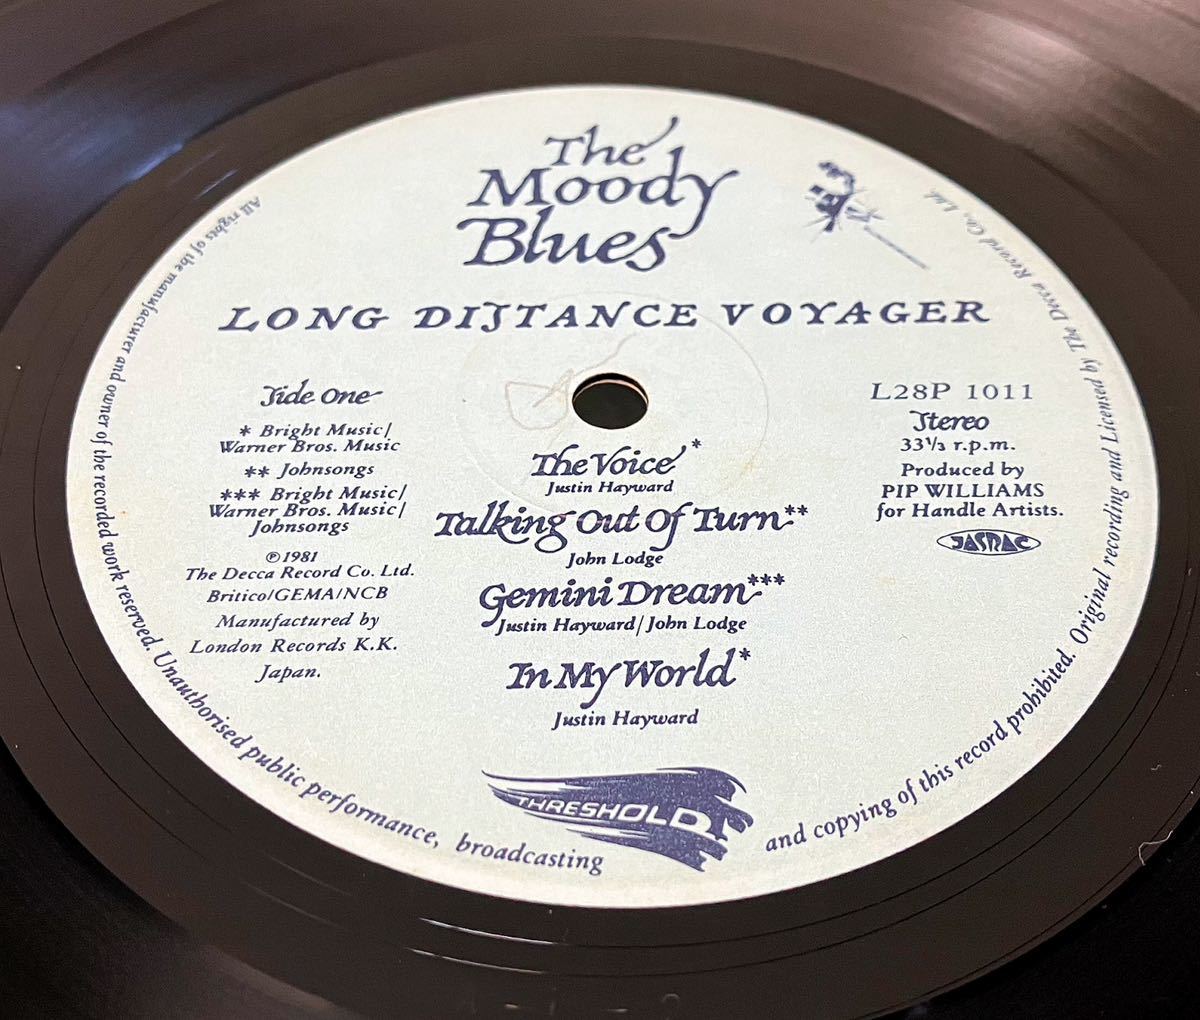 The
Moody
Blues
LONG DISTANCE VOYAGER
Side One
* Bright Music/
Warner Bros. Music
** Johnsongs
*** Bright Music/
Warner Bros. Music/
Johnsongs
℗ 1981
The Decca Record Co. Ltd.
Britico/GEMA/NCB
Manufactured by
London Records K.K.
Japan.
The Voice*
Justin Hayward
Talking Out Of Turn**
John Lodge
Gemini Dream***
Justin Hayward/John Lodge
In My World*
Justin Hayward
L28P 1011
Stereo
33⅓ r.p.m.
Produced by
PIP WILLIAMS
for Handle Artists.
JASRAC
THRESHOLD
All rights of the manufacturer and owner of the recorded work reserved. Unauthorised public performance, broadcasting and copying of this record prohibited. Original recording and Licensed by The Decca Record Co., Ltd.